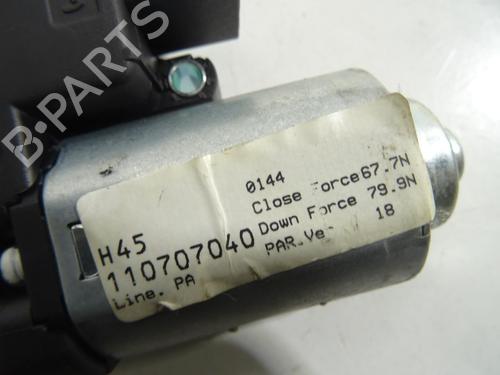 B-PARTS
0144
Close Force 67.7N
H45 Down Force 79.9N
110707040 PAR.Ve- 18
Line. PA